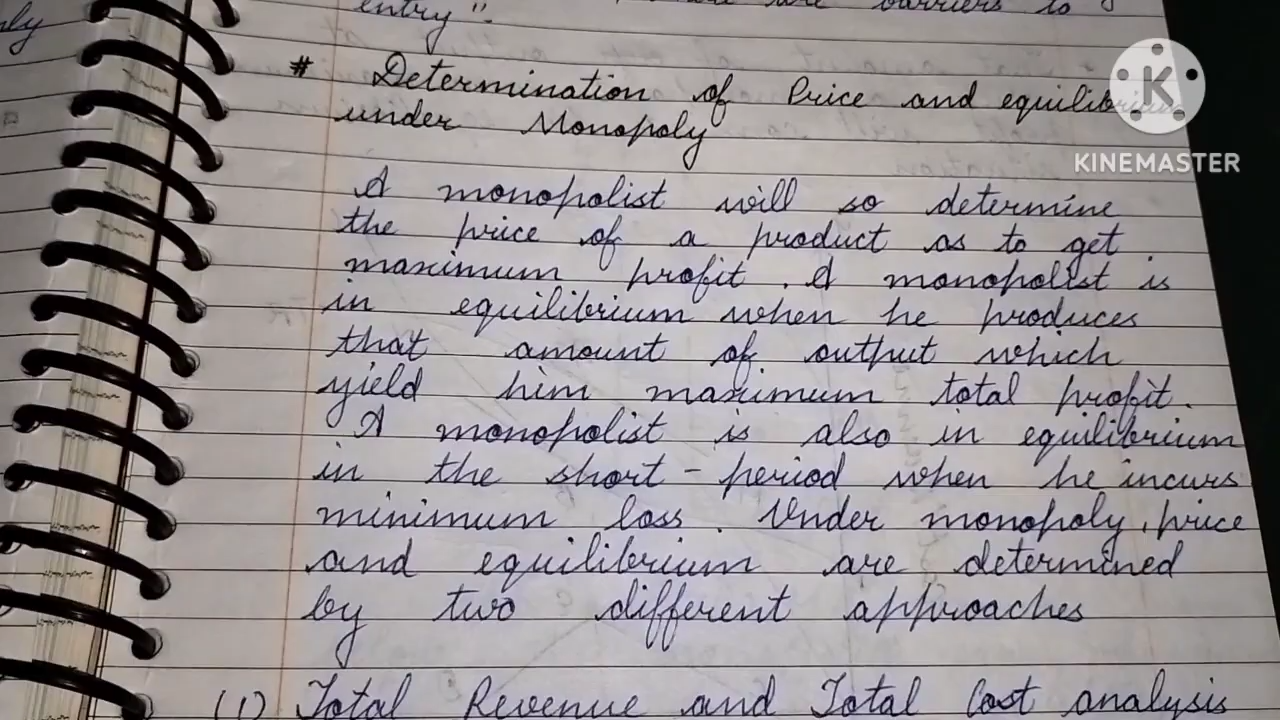 nly
entry".
barriers to
# Determination of Price and equilibrium
under Monopoly
A monopolist will so determine
the price of a product as to get
maximum profit. A monopolist is
in equilibrium when he produces
that amount of output which
yield him maximum total profit.
A monopolist is also in equilibrium
in the short-period when he incurs
minimum loss. Under monopoly, price
and equilibrium are determined
by two different approaches
(1) Total Revenue and Total Cost analysis
K
KINEMASTER